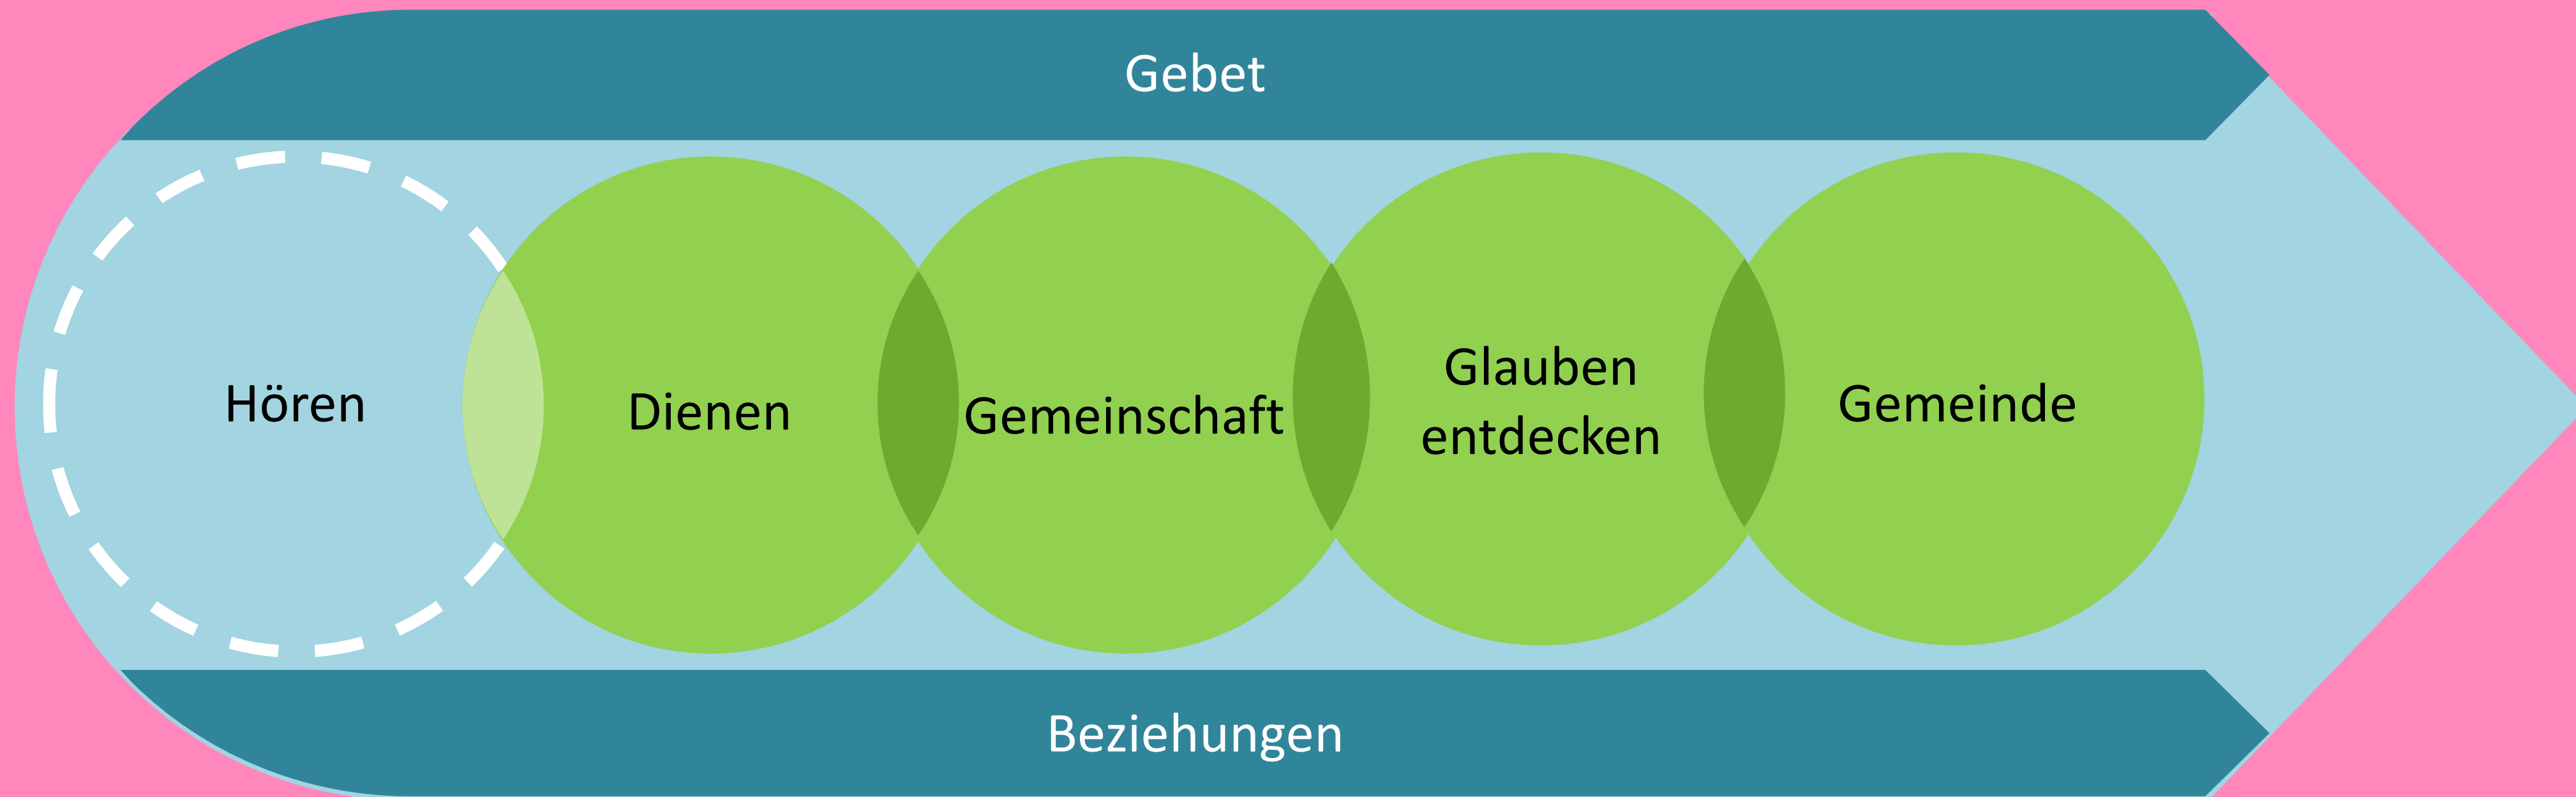 Gebet
Hören
Dienen
Gemeinschaft
Glauben
entdecken
Gemeinde
Beziehungen